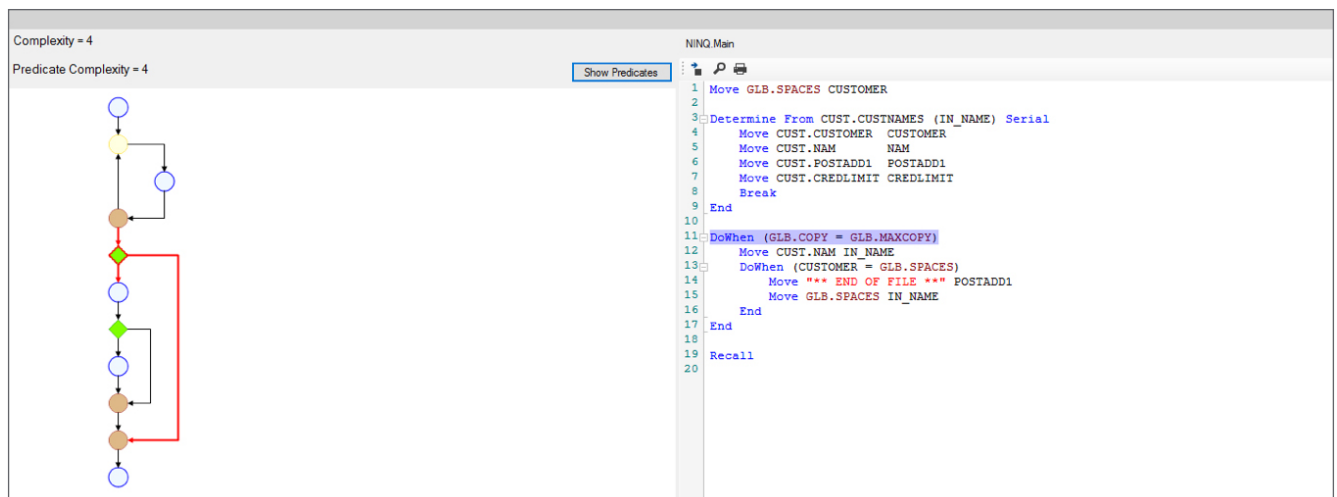 Complexity = 4
Predicate Complexity = 4
Show Predicates
NINQ.Main
1 Move GLB.SPACES CUSTOMER
2
3 Determine From CUST.CUSTNAMES (IN_NAME) Serial
4 Move CUST.CUSTOMER CUSTOMER
5 Move CUST.NAM NAM
6 Move CUST.POSTADD1 POSTADD1
7 Move CUST.CREDLIMIT CREDLIMIT
8 Break
9 End
10
11 DoWhen (GLB.COPY = GLB.MAXCOPY)
12 Move CUST.NAM IN_NAME
13 DoWhen (CUSTOMER = GLB.SPACES)
14 Move "** END OF FILE **" POSTADD1
15 Move GLB.SPACES IN_NAME
16 End
17 End
18
19 Recall
20